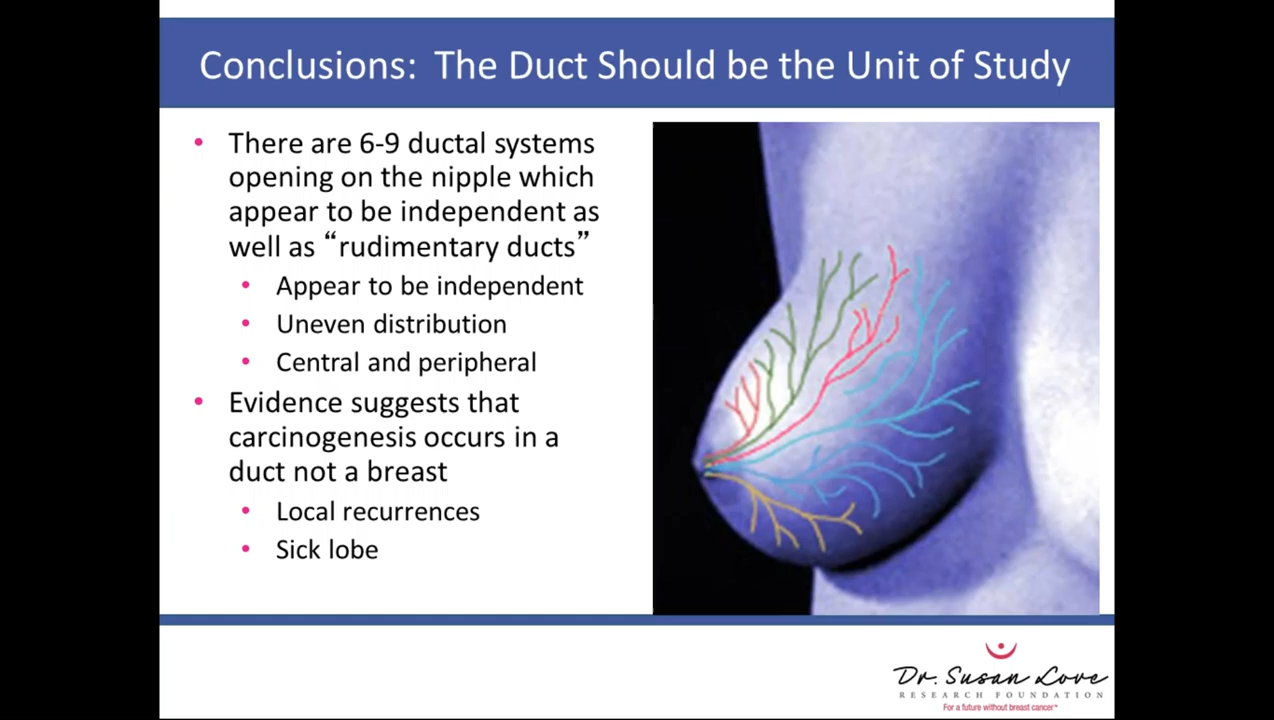 Conclusions:  The Duct Should be the Unit of Study
• There are 6-9 ductal systems
opening on the nipple which
appear to be independent as
well as “rudimentary ducts”
• Appear to be independent
• Uneven distribution
• Central and peripheral
• Evidence suggests that
carcinogenesis occurs in a
duct not a breast
• Local recurrences
• Sick lobe
Dr. Susan Love
RESEARCH FOUNDATION
For a future without breast cancer™